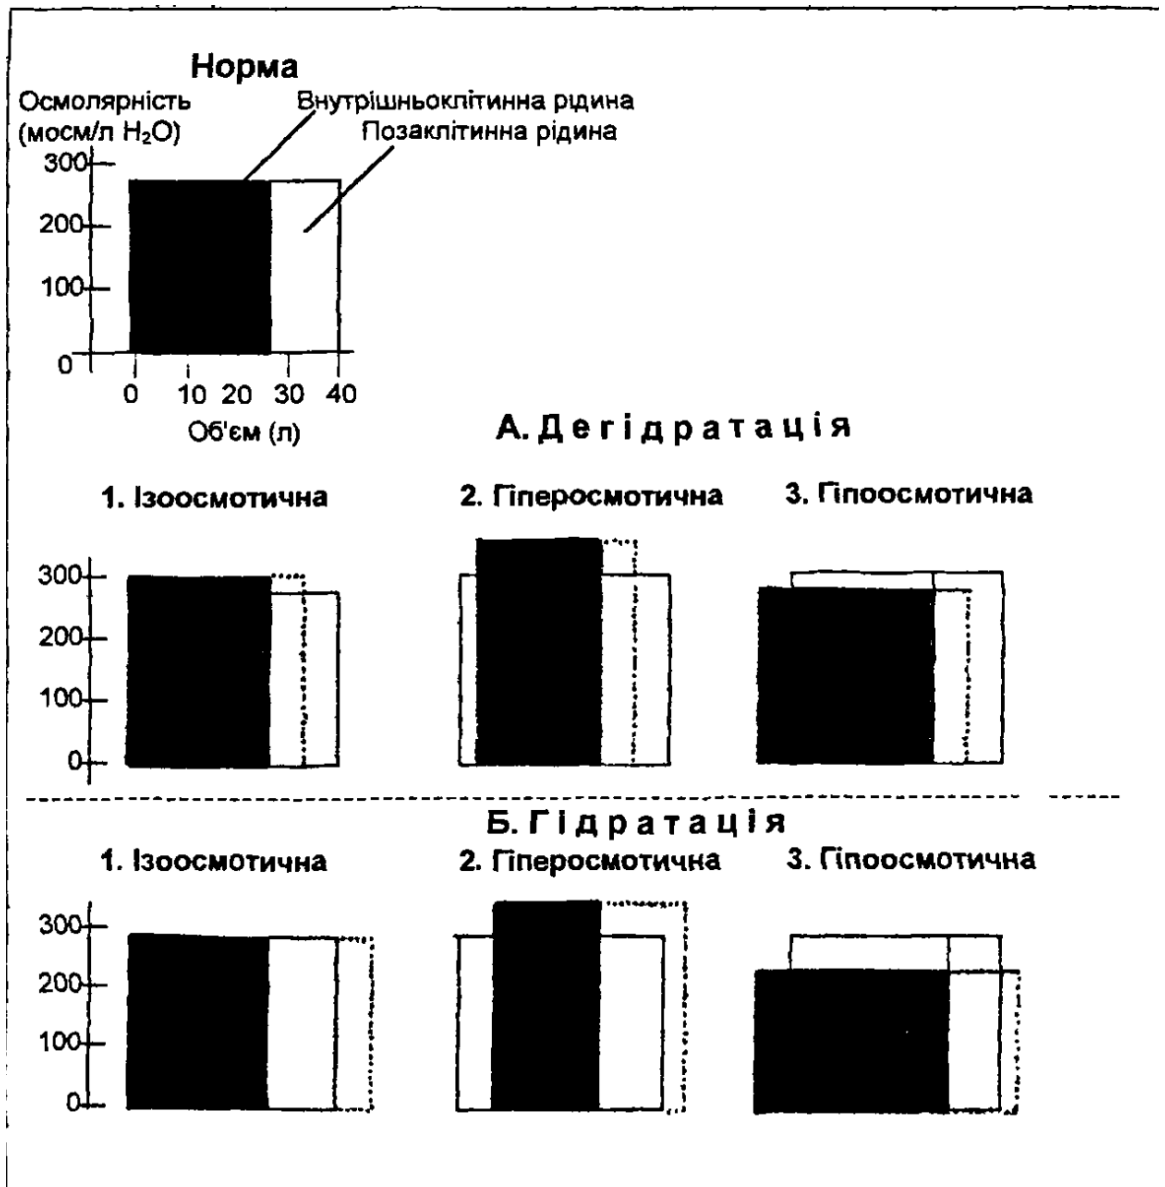 Норма
Осмолярність
(мосм/л H₂O)
Внутрішньоклітинна рідина
Позаклітинна рідина
300
200
100
0
0 10 20 30 40
Об'єм (л)
А. Дегідратація
1. Ізоосмотична 2. Гіперосмотична 3. Гіпоосмотична
300
200
100
0
Б. Гідратація
1. Ізоосмотична 2. Гіперосмотична 3. Гіпоосмотична
300
200
100
0